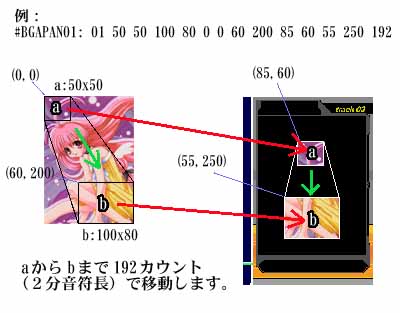 例：
#BGAPAN01: 01 50 50 100 80 0 0 60 200 85 60 55 250 192
(0,0)
a:50x50
(85,60)
track 03
a
a
(60,200)
(55,250)
b
b
b:100x80
aからbまで192カウント
（２分音符長）で移動します。